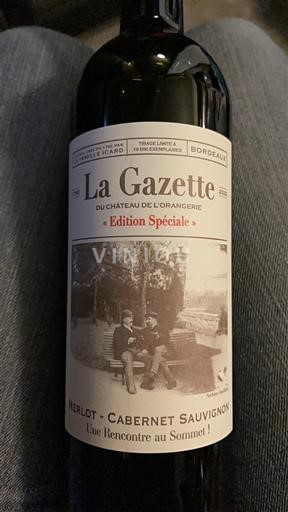 LA FAMILLE ICARD
TIRAGE LIMITÉ À
10 000 EXEMPLAIRES
BORDEAUX
La Gazette
DU CHÂTEAU DE L'ORANGERIE
« Edition Spéciale »
VINIOU
MERLOT - CABERNET SAUVIGNON
Une Rencontre au Sommet !